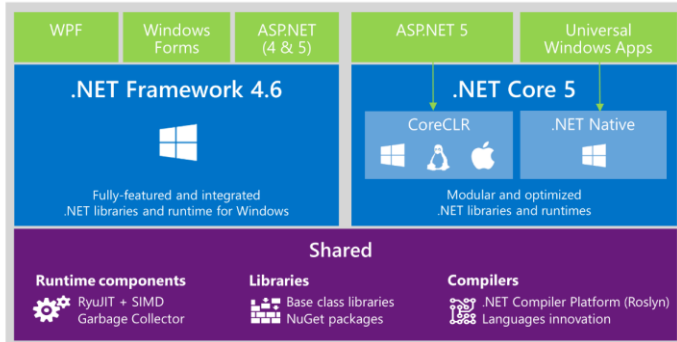 WPF
Windows
Forms
ASP.NET
(4 & 5)
ASP.NET 5
Universal
Windows Apps
.NET Framework 4.6
Fully-featured and integrated
.NET libraries and runtime for Windows
.NET Core 5
CoreCLR
.NET Native
Modular and optimized
.NET libraries and runtimes
Shared
Runtime components
RyuJIT + SIMD
Garbage Collector
Libraries
Base class libraries
NuGet packages
Compilers
.NET Compiler Platform (Roslyn)
Languages innovation